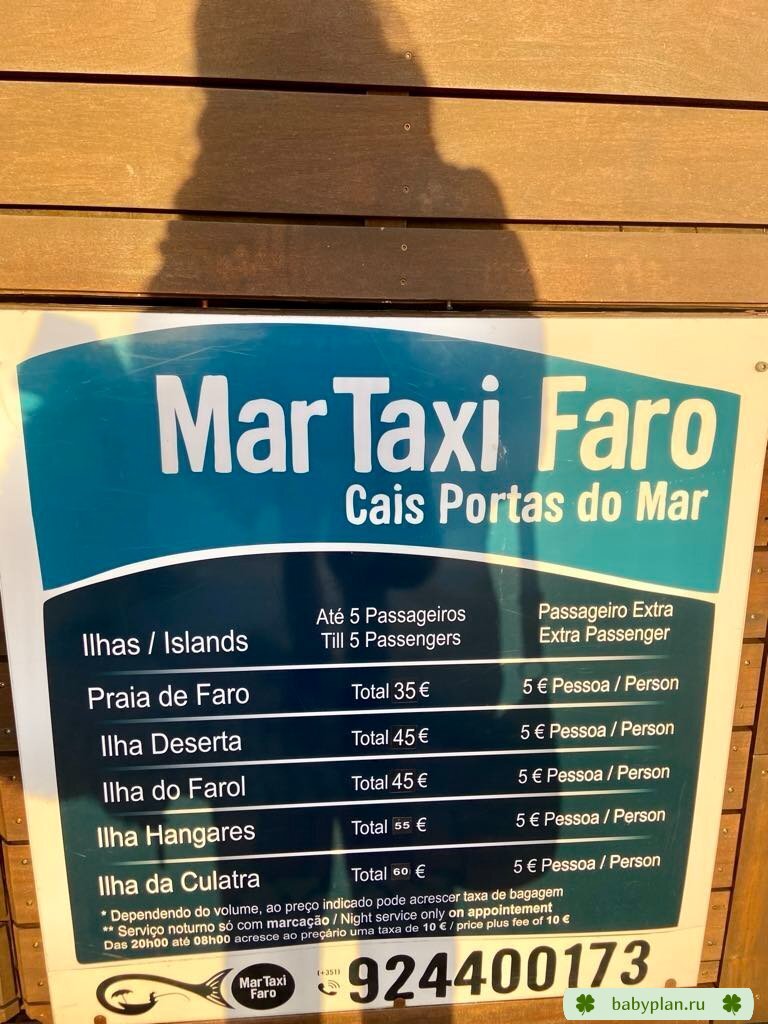 Mar Taxi Faro
Cais Portas do Mar
Ilhas / Islands Até 5 Passageiros Passageiro Extra
Till 5 Passengers Extra Passenger
Praia de Faro Total 35 € 5 € Pessoa / Person
Ilha Deserta Total 45 € 5 € Pessoa / Person
Ilha do Farol Total 45 € 5 € Pessoa / Person
Ilha Hangares Total 55 € 5 € Pessoa / Person
Ilha da Culatra Total 60 € 5 € Pessoa / Person
* Dependendo do volume, ao preço indicado pode acrescer taxa de bagagem
** Serviço noturno só com marcação / Night service only on appointement
Das 20h00 até 08h00 acresce ao preçário uma taxa de 10 € / price plus fee of 10 €
Mar Taxi
Faro
(+351)
924400173
babyplan.ru